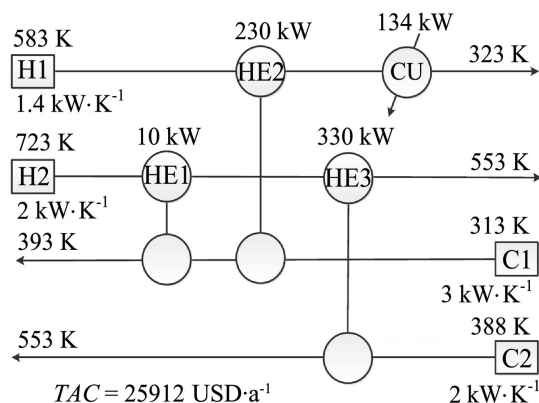 583 K
230 kW
134 kW
H1
HE2
CU
323 K
1.4 kW·K⁻¹
723 K
10 kW
330 kW
H2
HE1
HE3
553 K
2 kW·K⁻¹
393 K
313 K
C1
3 kW·K⁻¹
553 K
388 K
C2
TAC = 25912 USD·a⁻¹
2 kW·K⁻¹